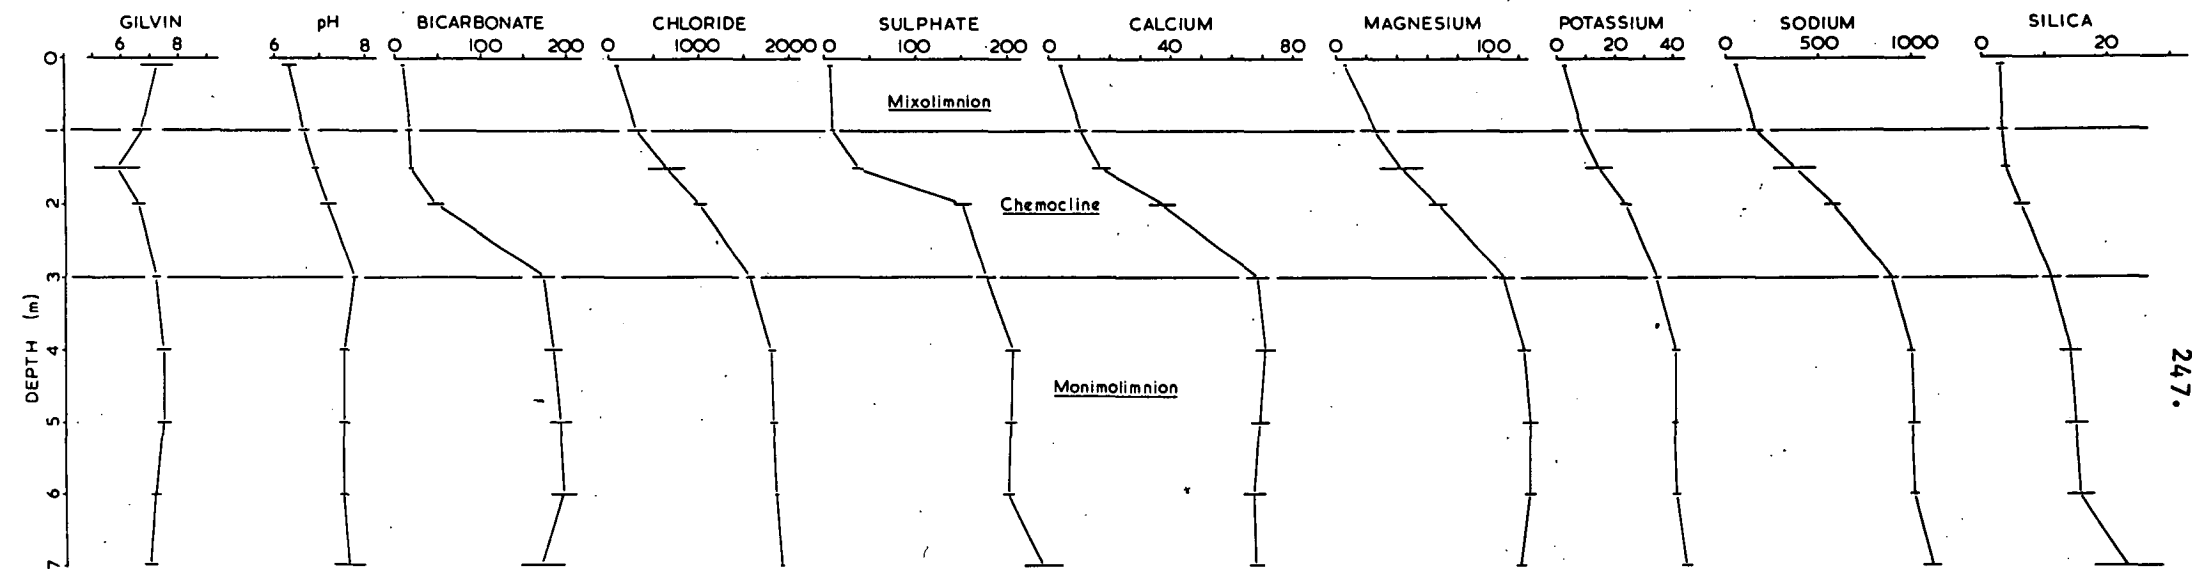 GILVIN pH BICARBONATE CHLORIDE SULPHATE CALCIUM MAGNESIUM POTASSIUM SODIUM SILICA
6 8 6 8 0 100 200 0 1000 2000 0 100 200 0 40 80 0 100 0 20 40 0 500 1000 0 20
0
Mixolimnion
1
2
Chemocline
3
4
Monimolimnion
5
6
7
DEPTH (m)
247.